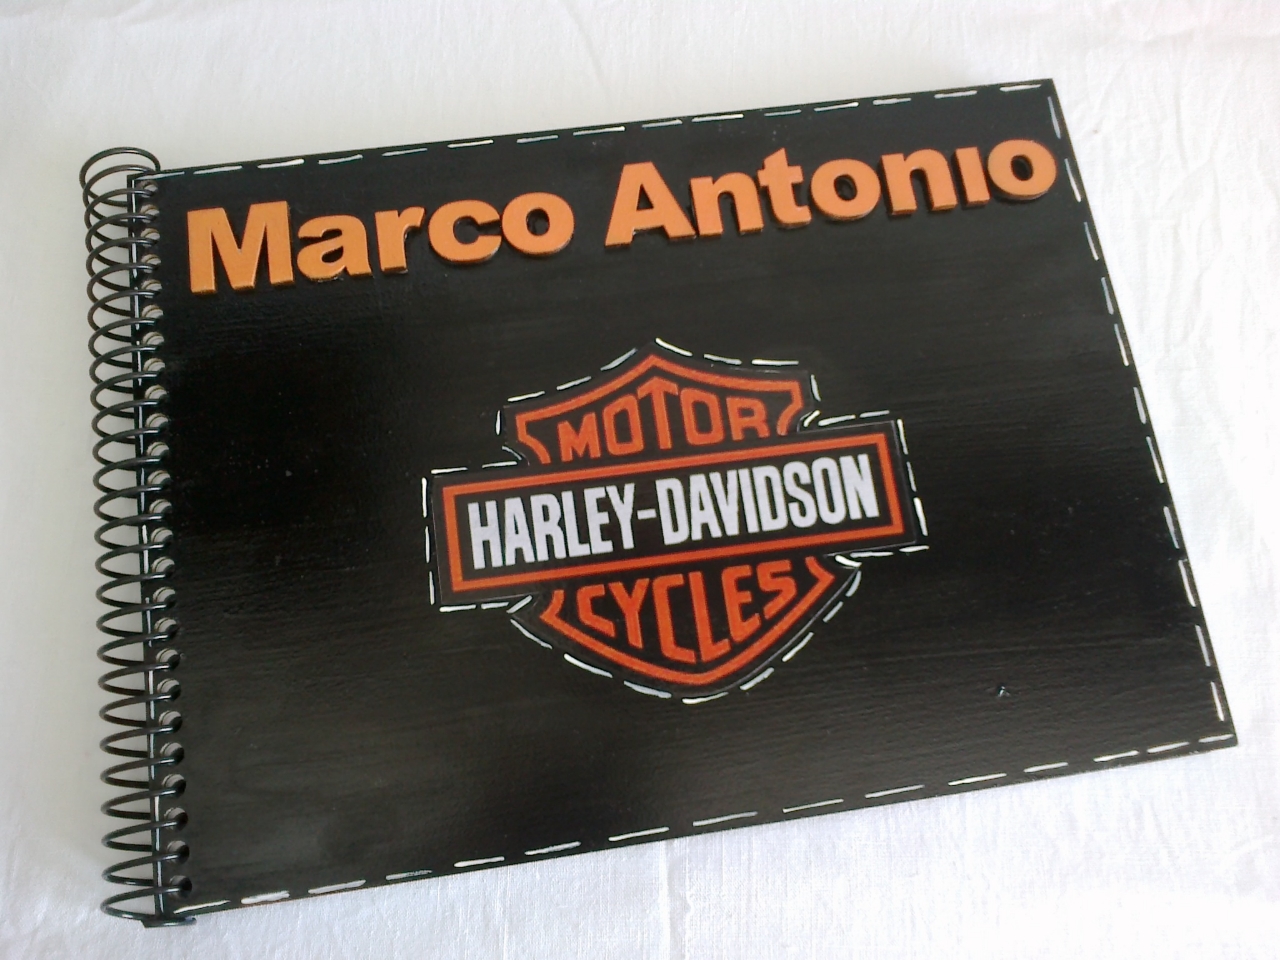 Marco Antonio
MOTOR
HARLEY-DAVIDSON
CYCLES